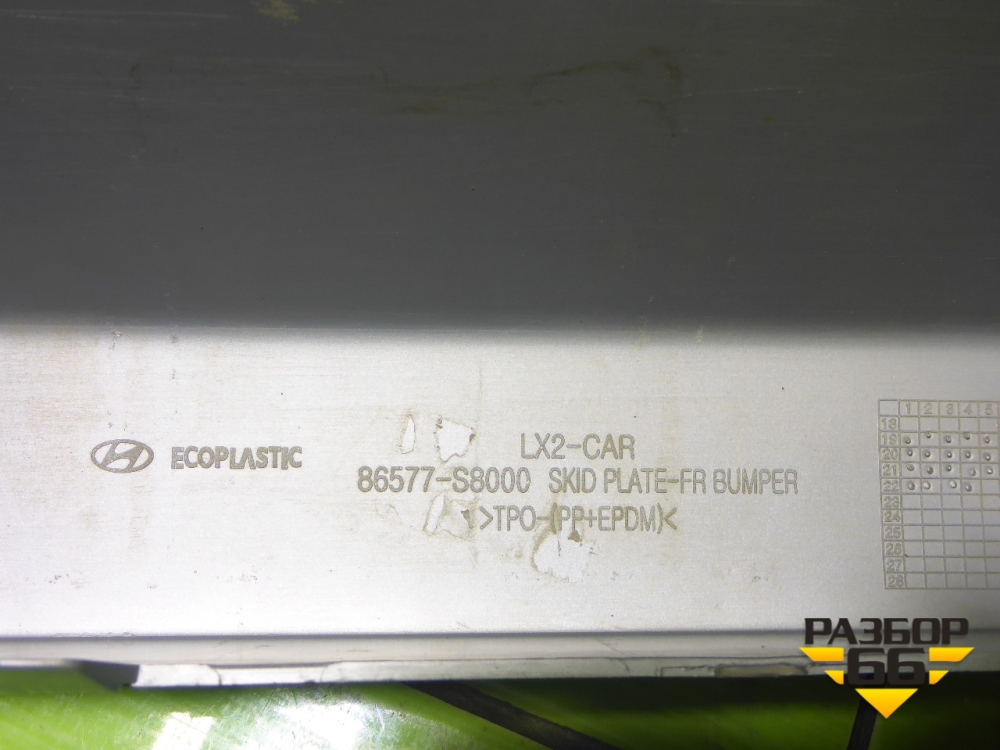 ECOPLASTIC
LX2-CAR
86577-S8000 SKID PLATE-FR BUMPER
>TPO-(PP+EPDM)<
1 2 3 4 5
18
19
20
21
22
23
24
25
26
27
28
РАЗБОР
66